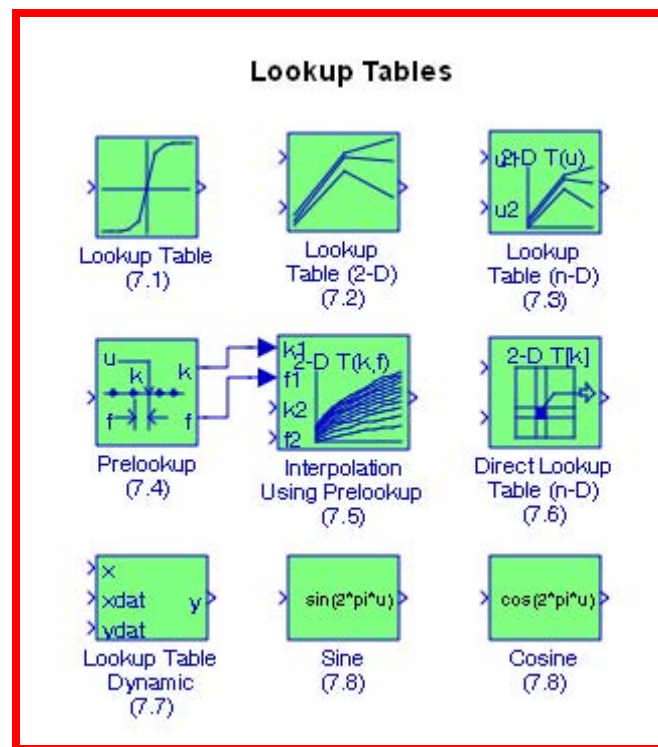 Lookup Tables
Lookup Table
(7.1)
Lookup
Table (2-D)
(7.2)
2-D T(u)
u1
u2
Lookup
Table (n-D)
(7.3)
u
k
k
f
f
Prelookup
(7.4)
k1
2-D T(k,f)
f1
k2
f2
Interpolation
Using Prelookup
(7.5)
2-D T[k]
Direct Lookup
Table (n-D)
(7.6)
x
xdat
y
ydat
Lookup Table
Dynamic
(7.7)
sin(2*pi*u)
Sine
(7.8)
cos(2*pi*u)
Cosine
(7.8)